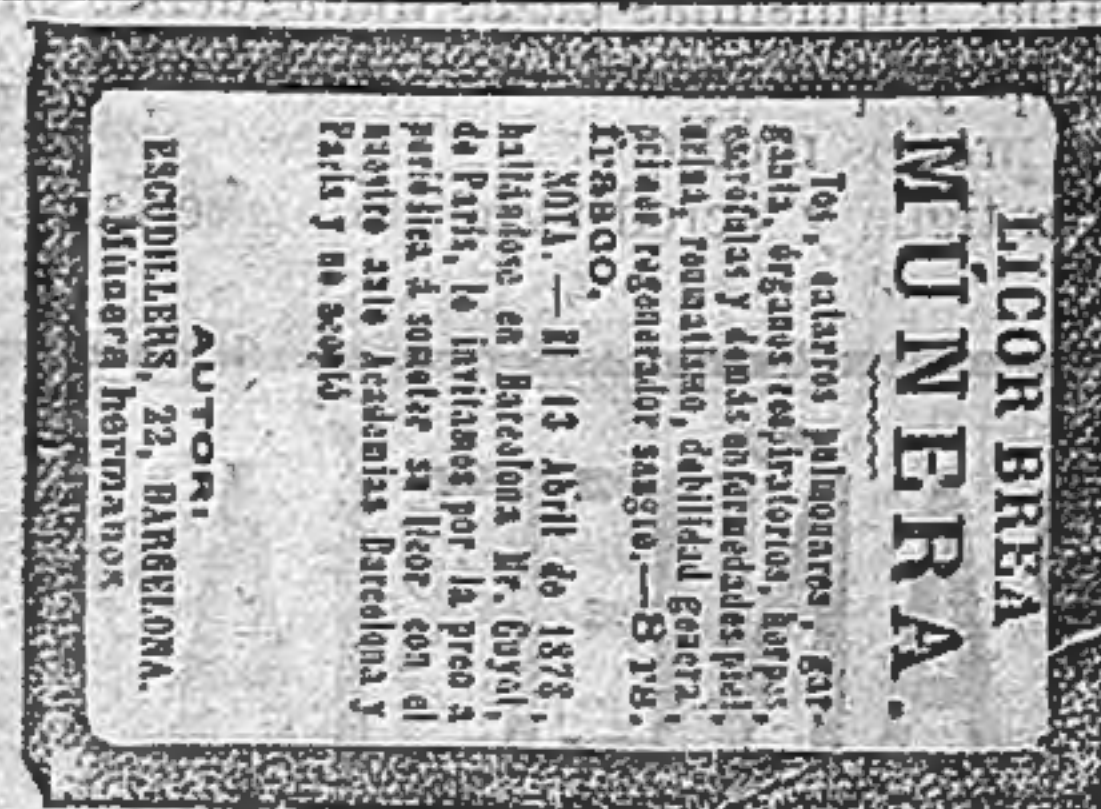 LICOR BREA
MÚNERA.
Tos, catarros pulmonares, gar-
ganta, órganos respiratorios, herpes,
escrófulas y demás enfermedades piel,
orina, reumatismo, debilidad general,
primer regenerador sangre.—8 rs.
frasco.
NOTA.—El 13 Abril de 1878,
hallándose en Barcelona Mr. Guyot,
de París, le invitamos por la prensa
periódica á someter su licor con el
nuestro ante Academias Barcelona y
París y no aceptó.
AUTOR:
ESCUDILLERS, 22, BARCELONA.
Múnera hermanos